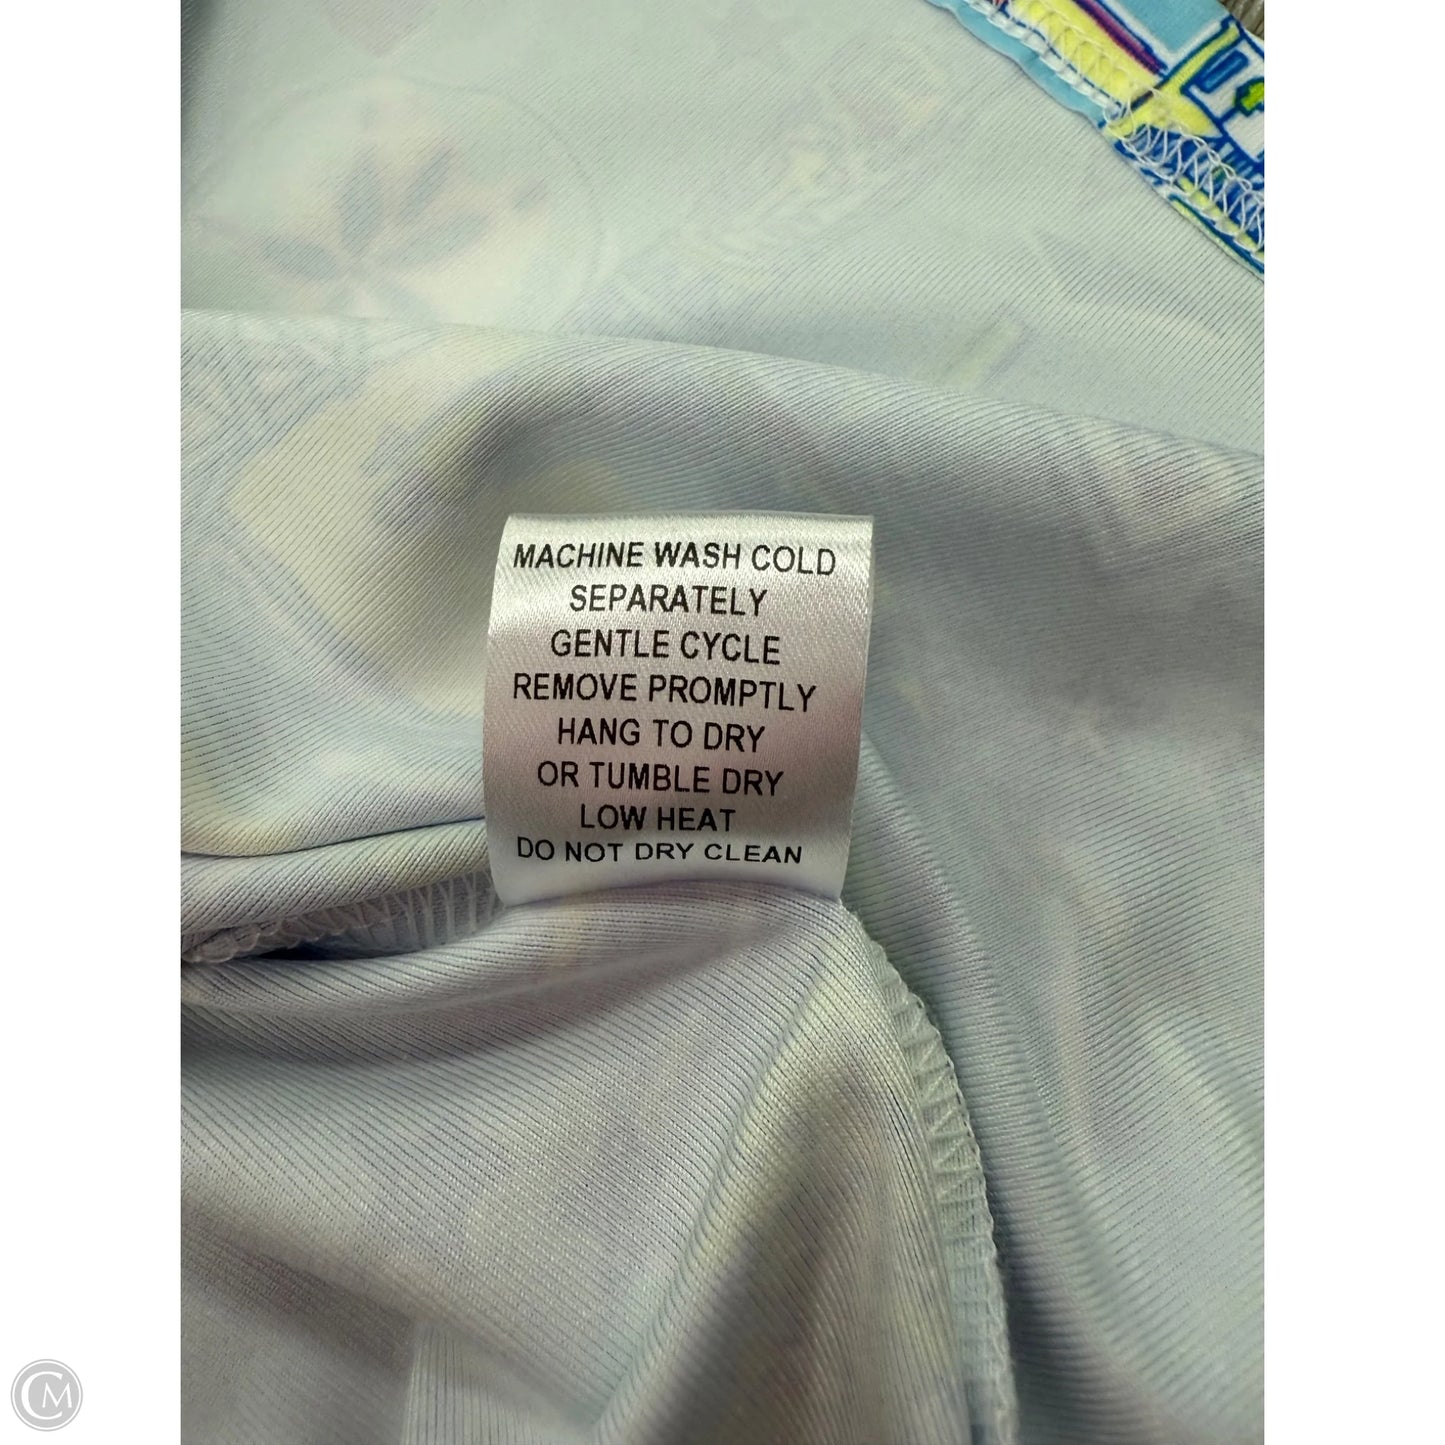 MACHINE WASH COLD
SEPARATELY
GENTLE CYCLE
REMOVE PROMPTLY
HANG TO DRY
OR TUMBLE DRY
LOW HEAT
DO NOT DRY CLEAN
CM